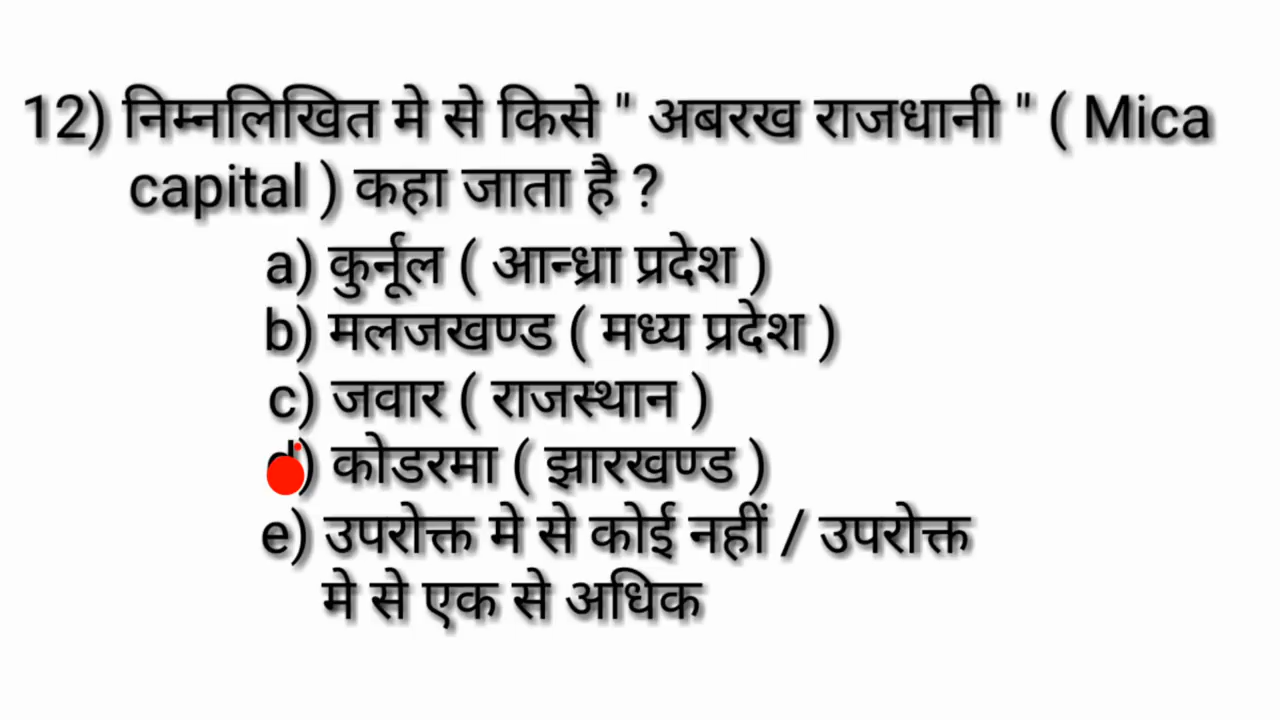 12) निम्नलिखित मे से किसे " अबरख राजधानी " ( Mica
capital ) कहा जाता है ?
a) कुर्नूल ( आन्ध्रा प्रदेश )
b) मलजखण्ड ( मध्य प्रदेश )
c) जवार ( राजस्थान )
d) कोडरमा ( झारखण्ड )
e) उपरोक्त मे से कोई नहीं / उपरोक्त
मे से एक से अधिक